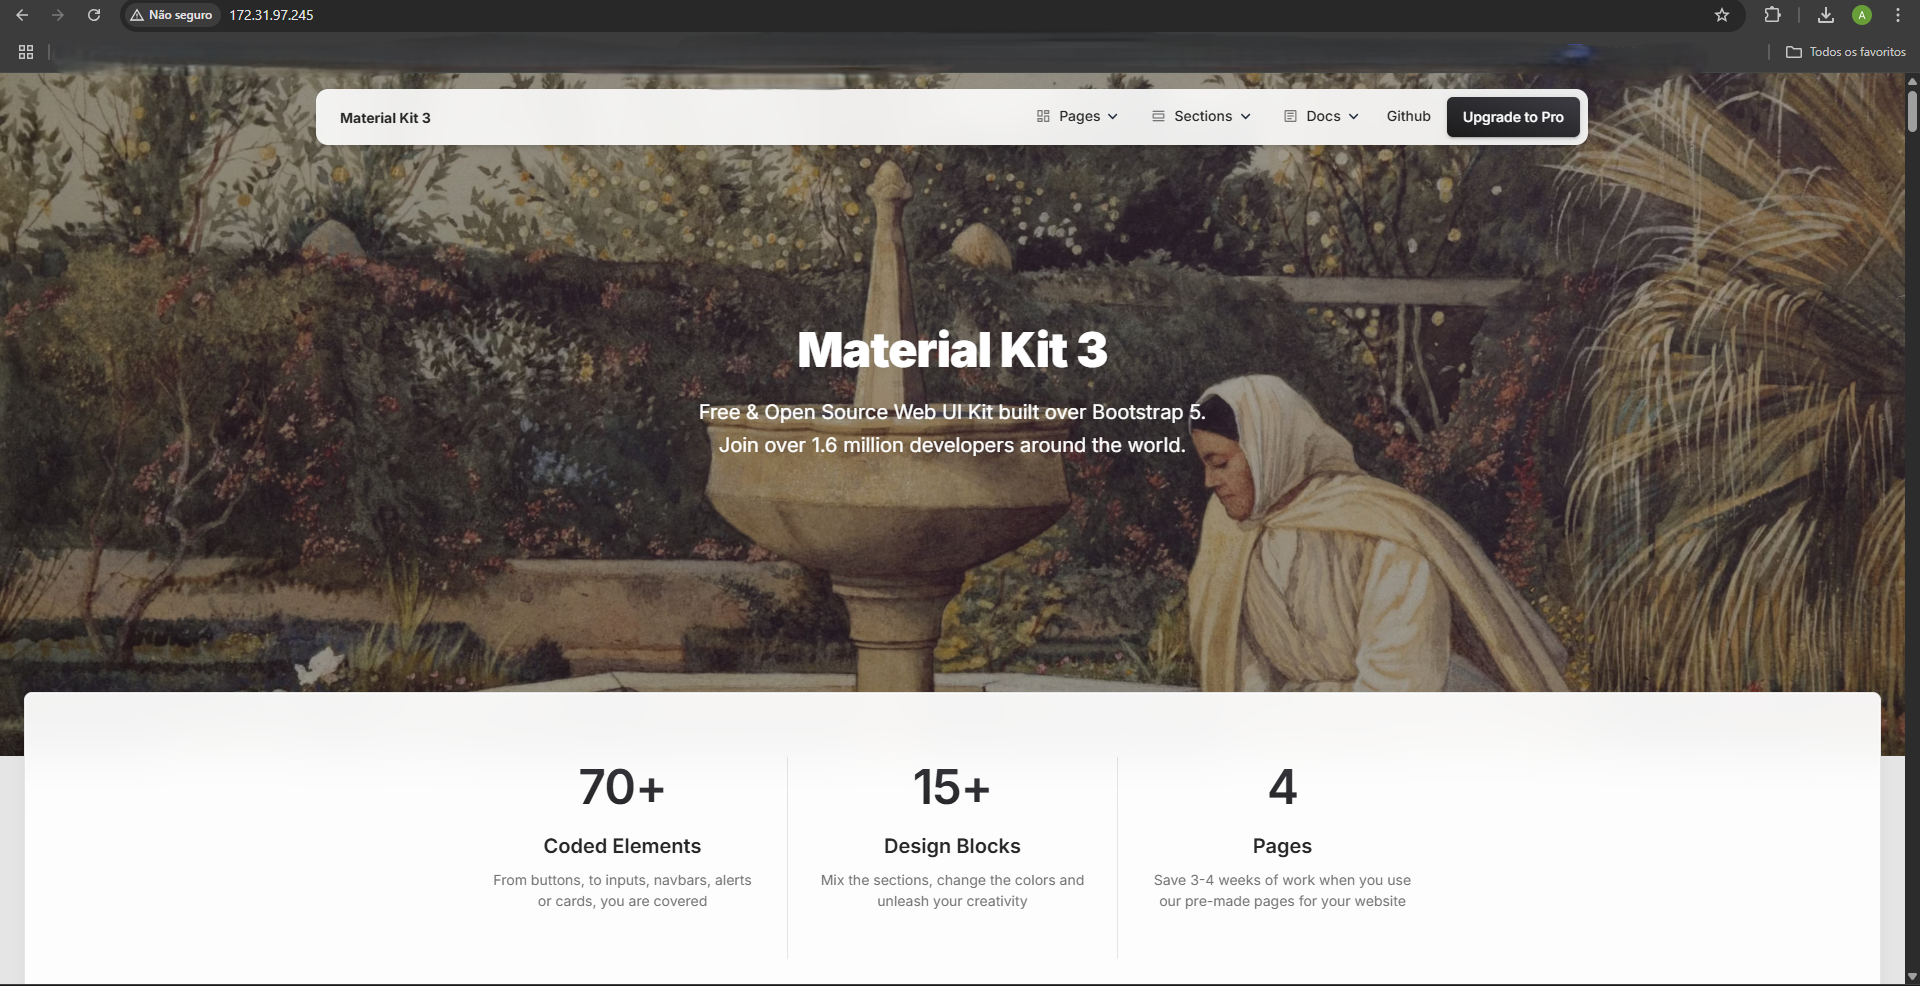 Não seguro
172.31.97.245
A
Todos os favoritos
Material Kit 3
Pages
Sections
Docs
Github
Upgrade to Pro
Material Kit 3
Free & Open Source Web UI Kit built over Bootstrap 5.
Join over 1.6 million developers around the world.
70+
Coded Elements
From buttons, to inputs, navbars, alerts
or cards, you are covered
15+
Design Blocks
Mix the sections, change the colors and
unleash your creativity
4
Pages
Save 3-4 weeks of work when you use
our pre-made pages for your website